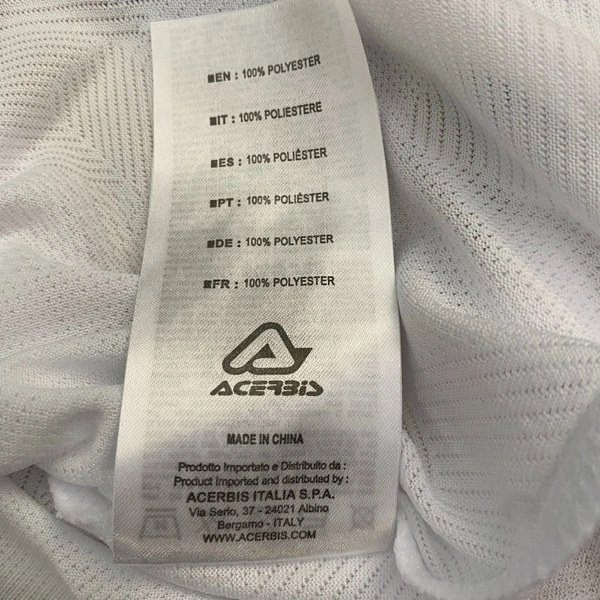 ■EN : 100% POLYESTER
■IT : 100% POLIESTERE
■ES : 100% POLIÊSTER
■PT : 100% POLIÊSTER
■DE : 100% POLYESTER
■FR : 100% POLYESTER
ACERBIS
MADE IN CHINA
Prodotto Importato e Distribuito da :
Product Imported and distributed by :
ACERBIS ITALIA S.P.A.
Via Serio, 37 - 24021 Albino
Bergamo - ITALY
WWW.ACERBIS.COM